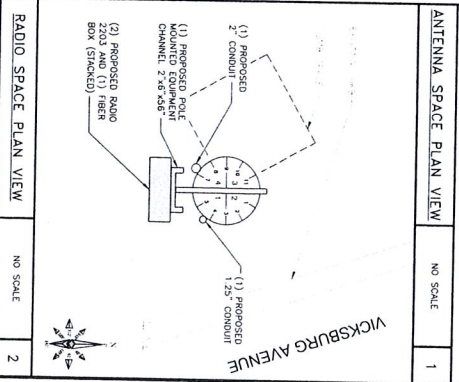 ANTENNA SPACE PLAN VIEW
NO SCALE
1
VICKSBURG AVENUE
(1) PROPOSED
2" CONDUIT
(1) PROPOSED POLE
MOUNTED EQUIPMENT
CHANNEL 2"x6"x56"
(2) PROPOSED RADIO
2203 AND (1) FIBER
BOX (STACKED)
(1) PROPOSED
1.25" CONDUIT
RADIO SPACE PLAN VIEW
NO SCALE
2